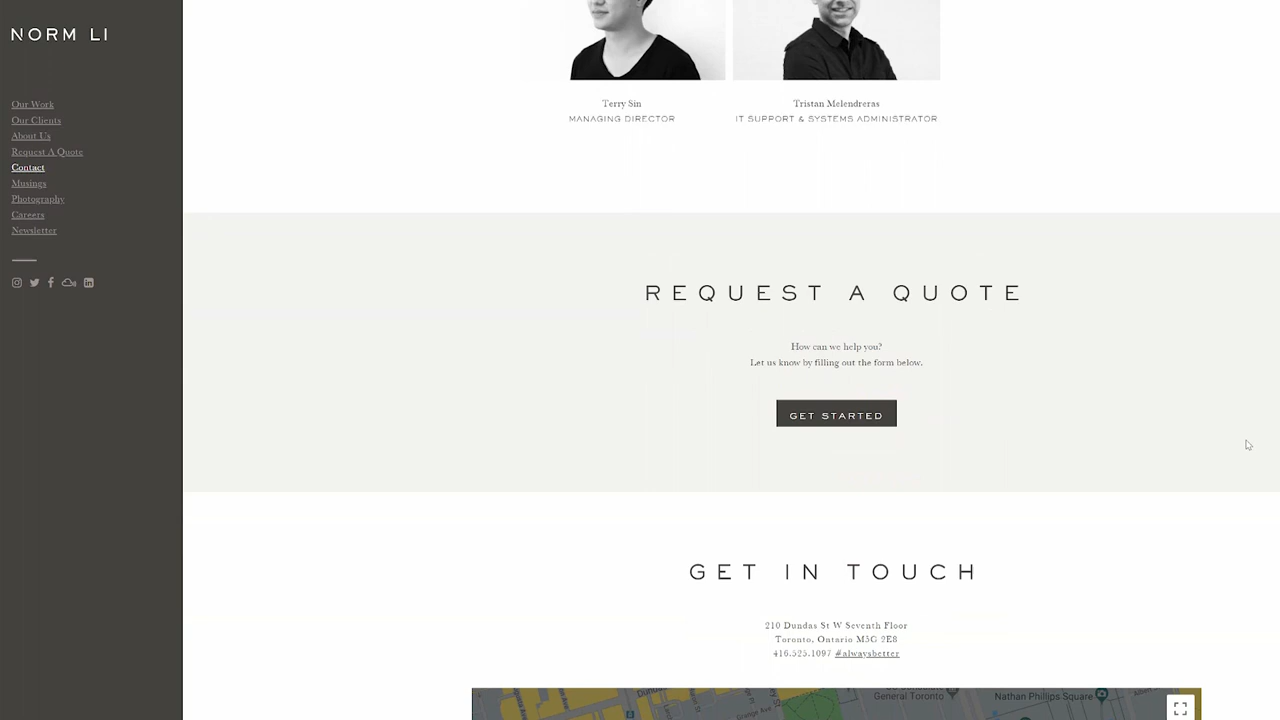 NORM LI
Our Work
Our Clients
About Us
Request A Quote
Contact
Musings
Photography
Careers
Newsletter
Terry Sin
MANAGING DIRECTOR
Tristan Melendreras
IT SUPPORT & SYSTEMS ADMINISTRATOR
REQUEST A QUOTE
How can we help you?
Let us know by filling out the form below.
GET STARTED
GET IN TOUCH
210 Dundas St W Seventh Floor
Toronto, Ontario M5G 2E8
416.525.1097 #alwaysbetter
General Toronto
Nathan Phillips Square
Grange Ave